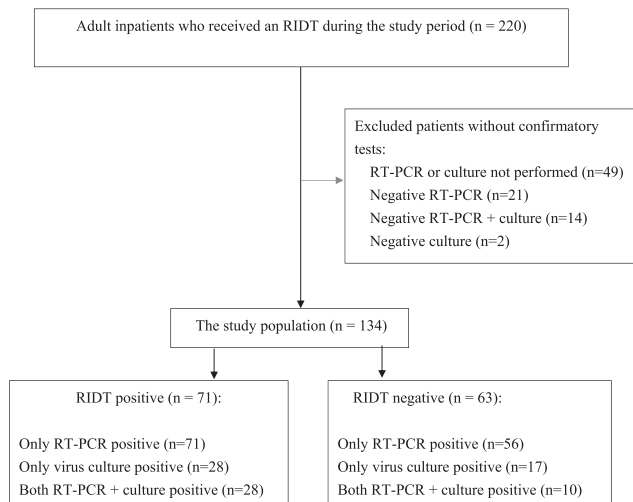 Adult inpatients who received an RIDT during the study period (n = 220)
Excluded patients without confirmatory
tests:
RT-PCR or culture not performed (n=49)
Negative RT-PCR (n=21)
Negative RT-PCR + culture (n=14)
Negative culture (n=2)
The study population (n = 134)
RIDT positive (n = 71):
Only RT-PCR positive (n=71)
Only virus culture positive (n=28)
Both RT-PCR + culture positive (n=28)
RIDT negative (n = 63):
Only RT-PCR positive (n=56)
Only virus culture positive (n=17)
Both RT-PCR + culture positive (n=10)